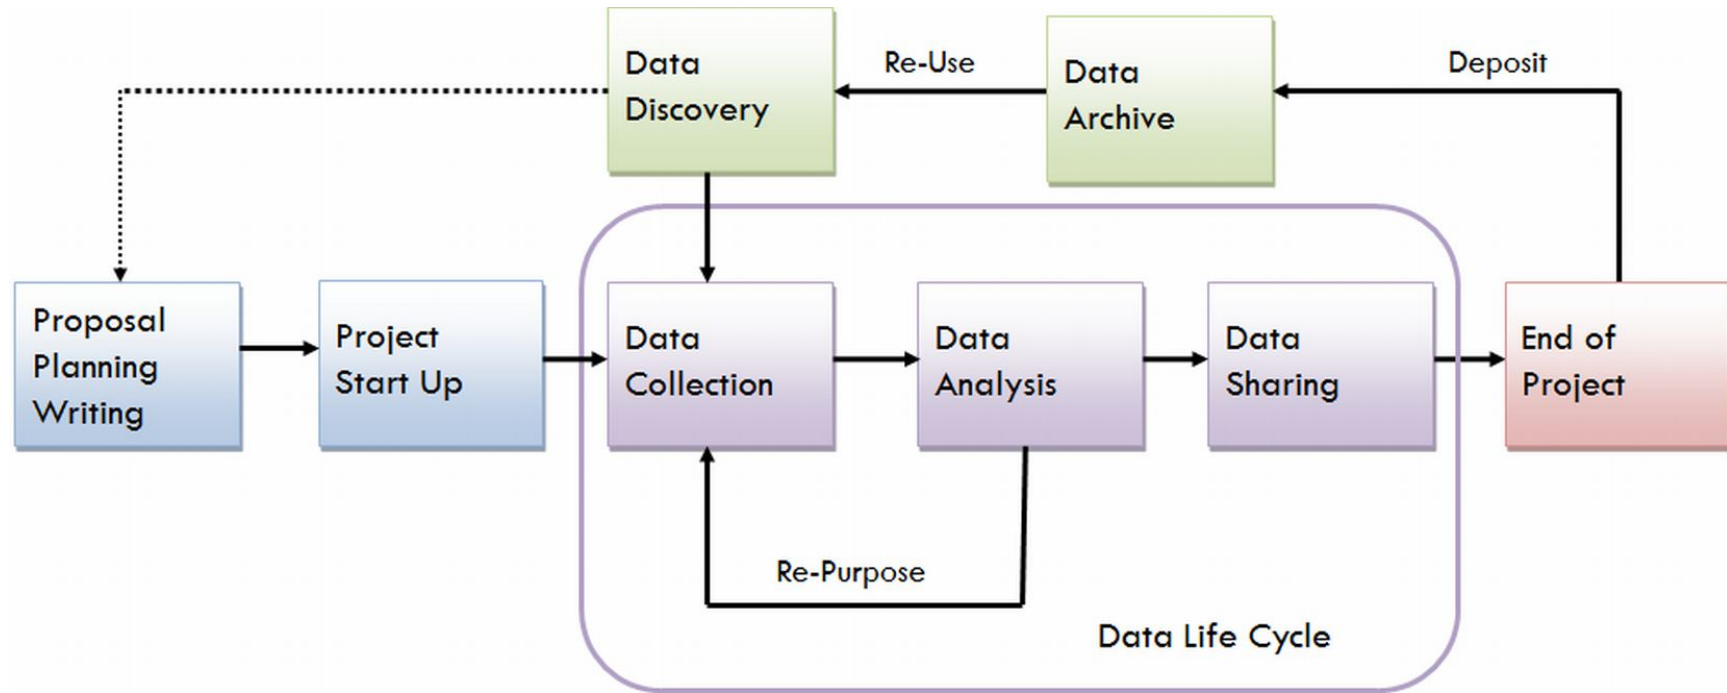 Data
Discovery
Re-Use
Data
Archive
Deposit
Proposal
Planning
Writing
Project
Start Up
Data
Collection
Data
Analysis
Data
Sharing
End of
Project
Re-Purpose
Data Life Cycle